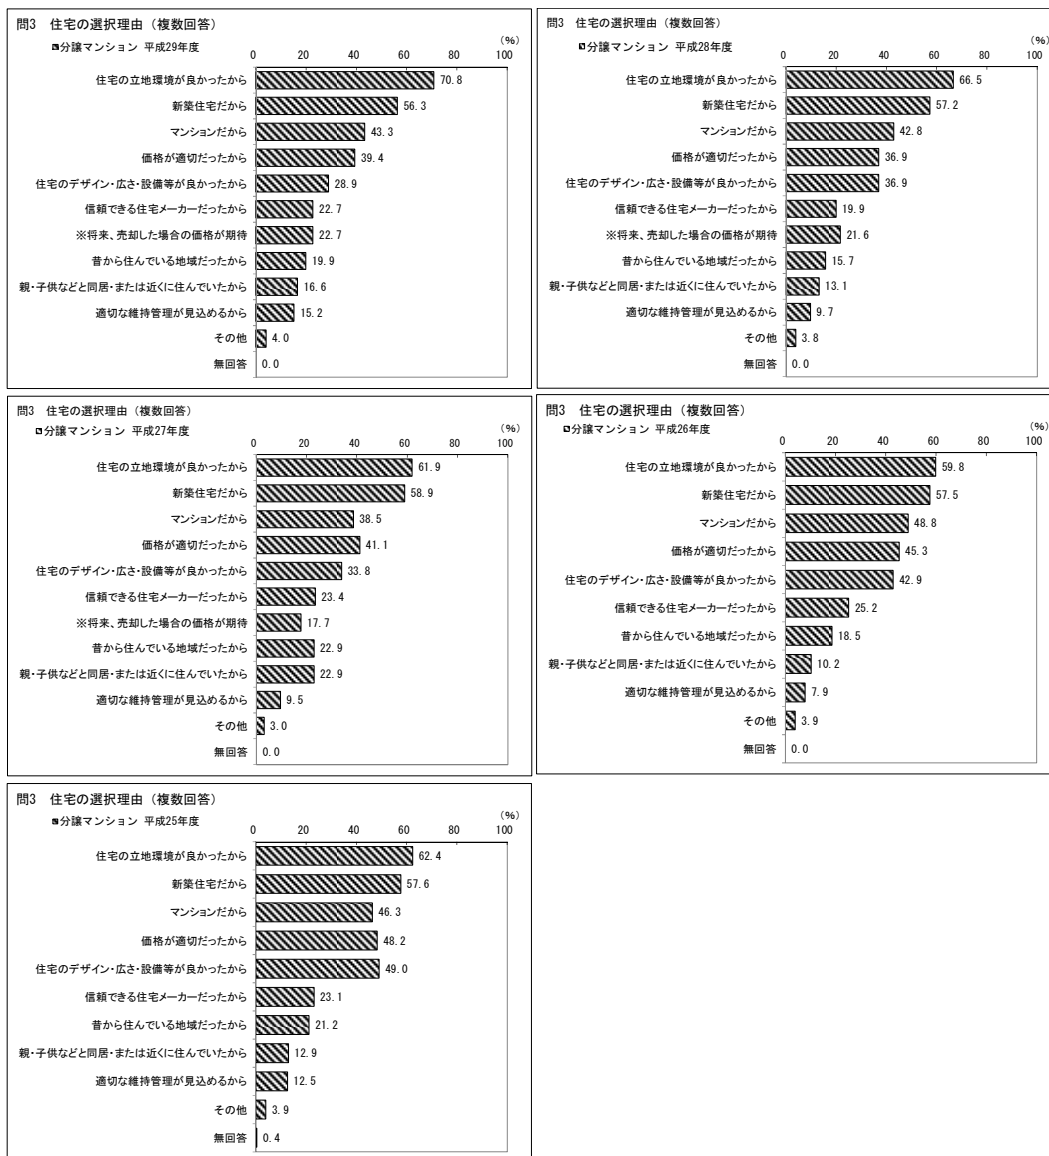 問3 住宅の選択理由（複数回答）
分譲マンション 平成29年度
（%）
0 20 40 60 80 100
住宅の立地環境が良かったから 70.8
新築住宅だから 56.3
マンションだから 43.3
価格が適切だったから 39.4
住宅のデザイン・広さ・設備等が良かったから 28.9
信頼できる住宅メーカーだったから 22.7
※将来、売却した場合の価格が期待 22.7
昔から住んでいる地域だったから 19.9
親・子供などと同居・または近くに住んでいたから 16.6
適切な維持管理が見込めるから 15.2
その他 4.0
無回答 0.0
問3 住宅の選択理由（複数回答）
分譲マンション 平成28年度
（%）
0 20 40 60 80 100
住宅の立地環境が良かったから 66.5
新築住宅だから 57.2
マンションだから 42.8
価格が適切だったから 36.9
住宅のデザイン・広さ・設備等が良かったから 36.9
信頼できる住宅メーカーだったから 19.9
※将来、売却した場合の価格が期待 21.6
昔から住んでいる地域だったから 15.7
親・子供などと同居・または近くに住んでいたから 13.1
適切な維持管理が見込めるから 9.7
その他 3.8
無回答 0.0
問3 住宅の選択理由（複数回答）
分譲マンション 平成27年度
（%）
0 20 40 60 80 100
住宅の立地環境が良かったから 61.9
新築住宅だから 58.9
マンションだから 38.5
価格が適切だったから 41.1
住宅のデザイン・広さ・設備等が良かったから 33.8
信頼できる住宅メーカーだったから 23.4
※将来、売却した場合の価格が期待 17.7
昔から住んでいる地域だったから 22.9
親・子供などと同居・または近くに住んでいたから 22.9
適切な維持管理が見込めるから 9.5
その他 3.0
無回答 0.0
問3 住宅の選択理由（複数回答）
分譲マンション 平成26年度
（%）
0 20 40 60 80 100
住宅の立地環境が良かったから 59.8
新築住宅だから 57.5
マンションだから 48.8
価格が適切だったから 45.3
住宅のデザイン・広さ・設備等が良かったから 42.9
信頼できる住宅メーカーだったから 25.2
昔から住んでいる地域だったから 18.5
親・子供などと同居・または近くに住んでいたから 10.2
適切な維持管理が見込めるから 7.9
その他 3.9
無回答 0.0
問3 住宅の選択理由（複数回答）
分譲マンション 平成25年度
（%）
0 20 40 60 80 100
住宅の立地環境が良かったから 62.4
新築住宅だから 57.6
マンションだから 46.3
価格が適切だったから 48.2
住宅のデザイン・広さ・設備等が良かったから 49.0
信頼できる住宅メーカーだったから 23.1
昔から住んでいる地域だったから 21.2
親・子供などと同居・または近くに住んでいたから 12.9
適切な維持管理が見込めるから 12.5
その他 3.9
無回答 0.4